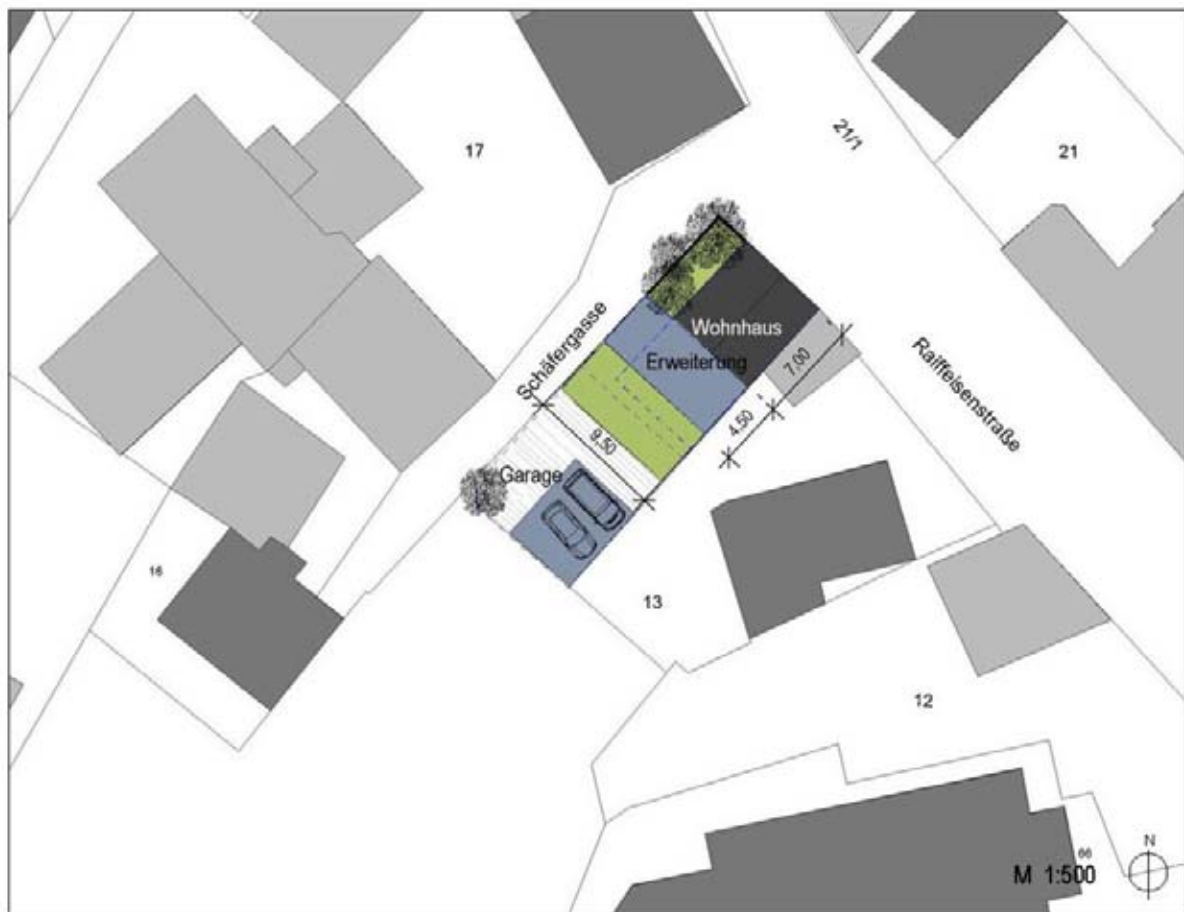 17
21/1
21
Schäfergasse
Wohnhaus
Erweiterung
7,00
4,50
9,50
Raiffeisenstraße
Garage
16
13
12
66
M 1:500
N